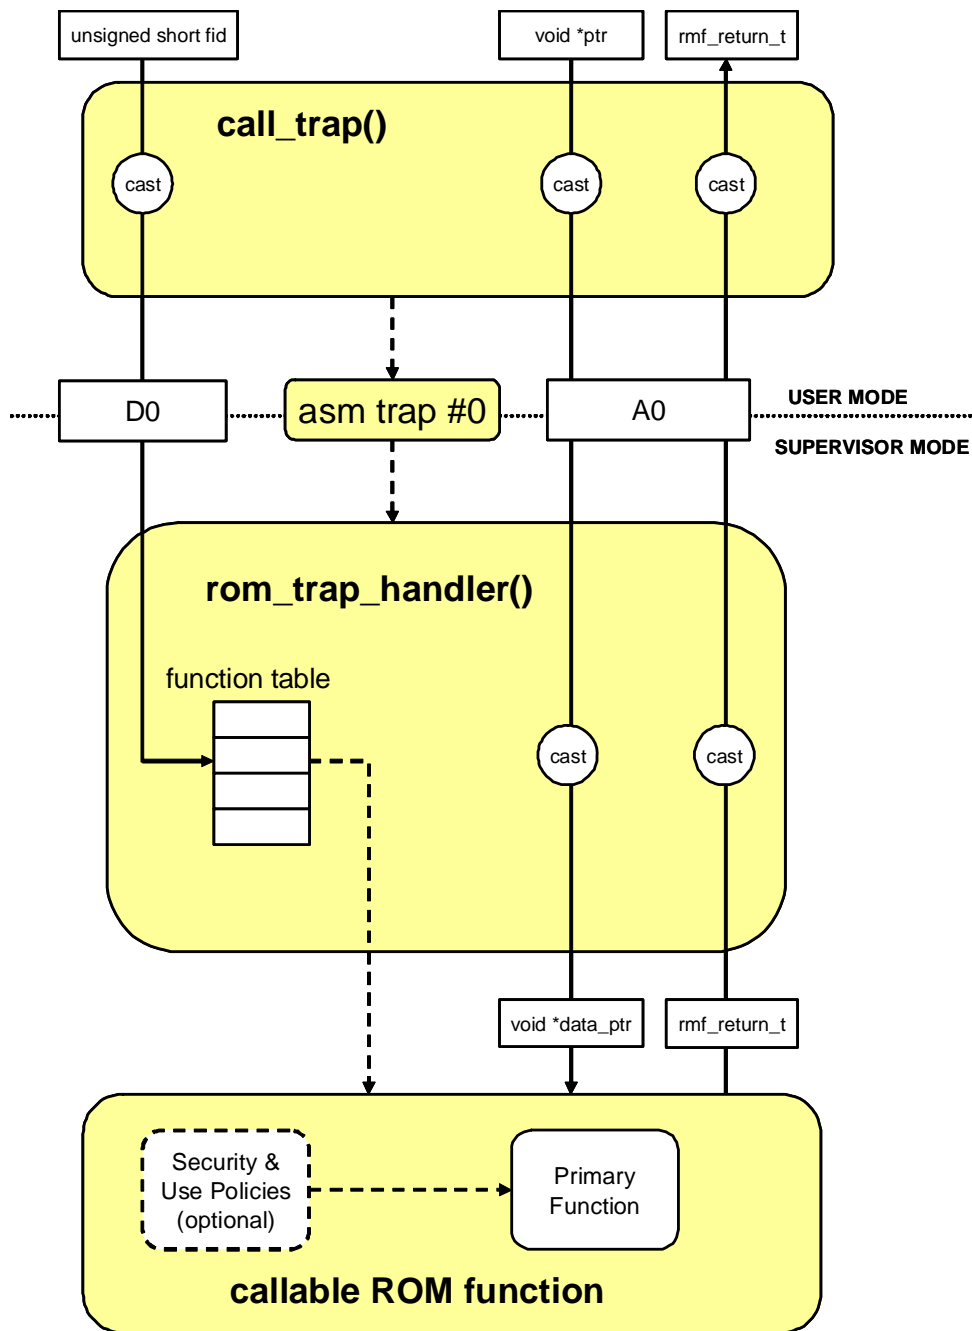 unsigned short fid
void *ptr
rmf_return_t
call_trap()
cast
cast
cast
D0
asm trap #0
A0
USER MODE
SUPERVISOR MODE
rom_trap_handler()
function table
cast
cast
void *data_ptr
rmf_return_t
Security &
Use Policies
(optional)
Primary
Function
callable ROM function